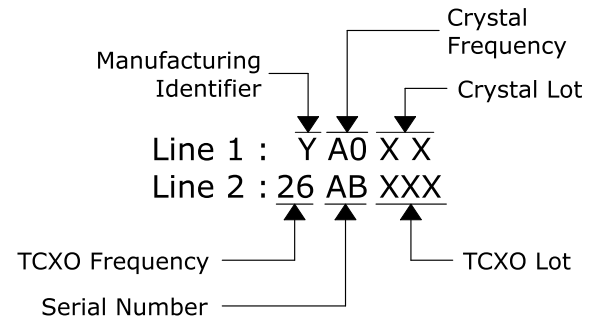 Crystal
Frequency
Manufacturing
Identifier
Crystal Lot
Line 1 : Y A0 X X
Line 2 : 26 AB XXX
TCXO Frequency
TCXO Lot
Serial Number